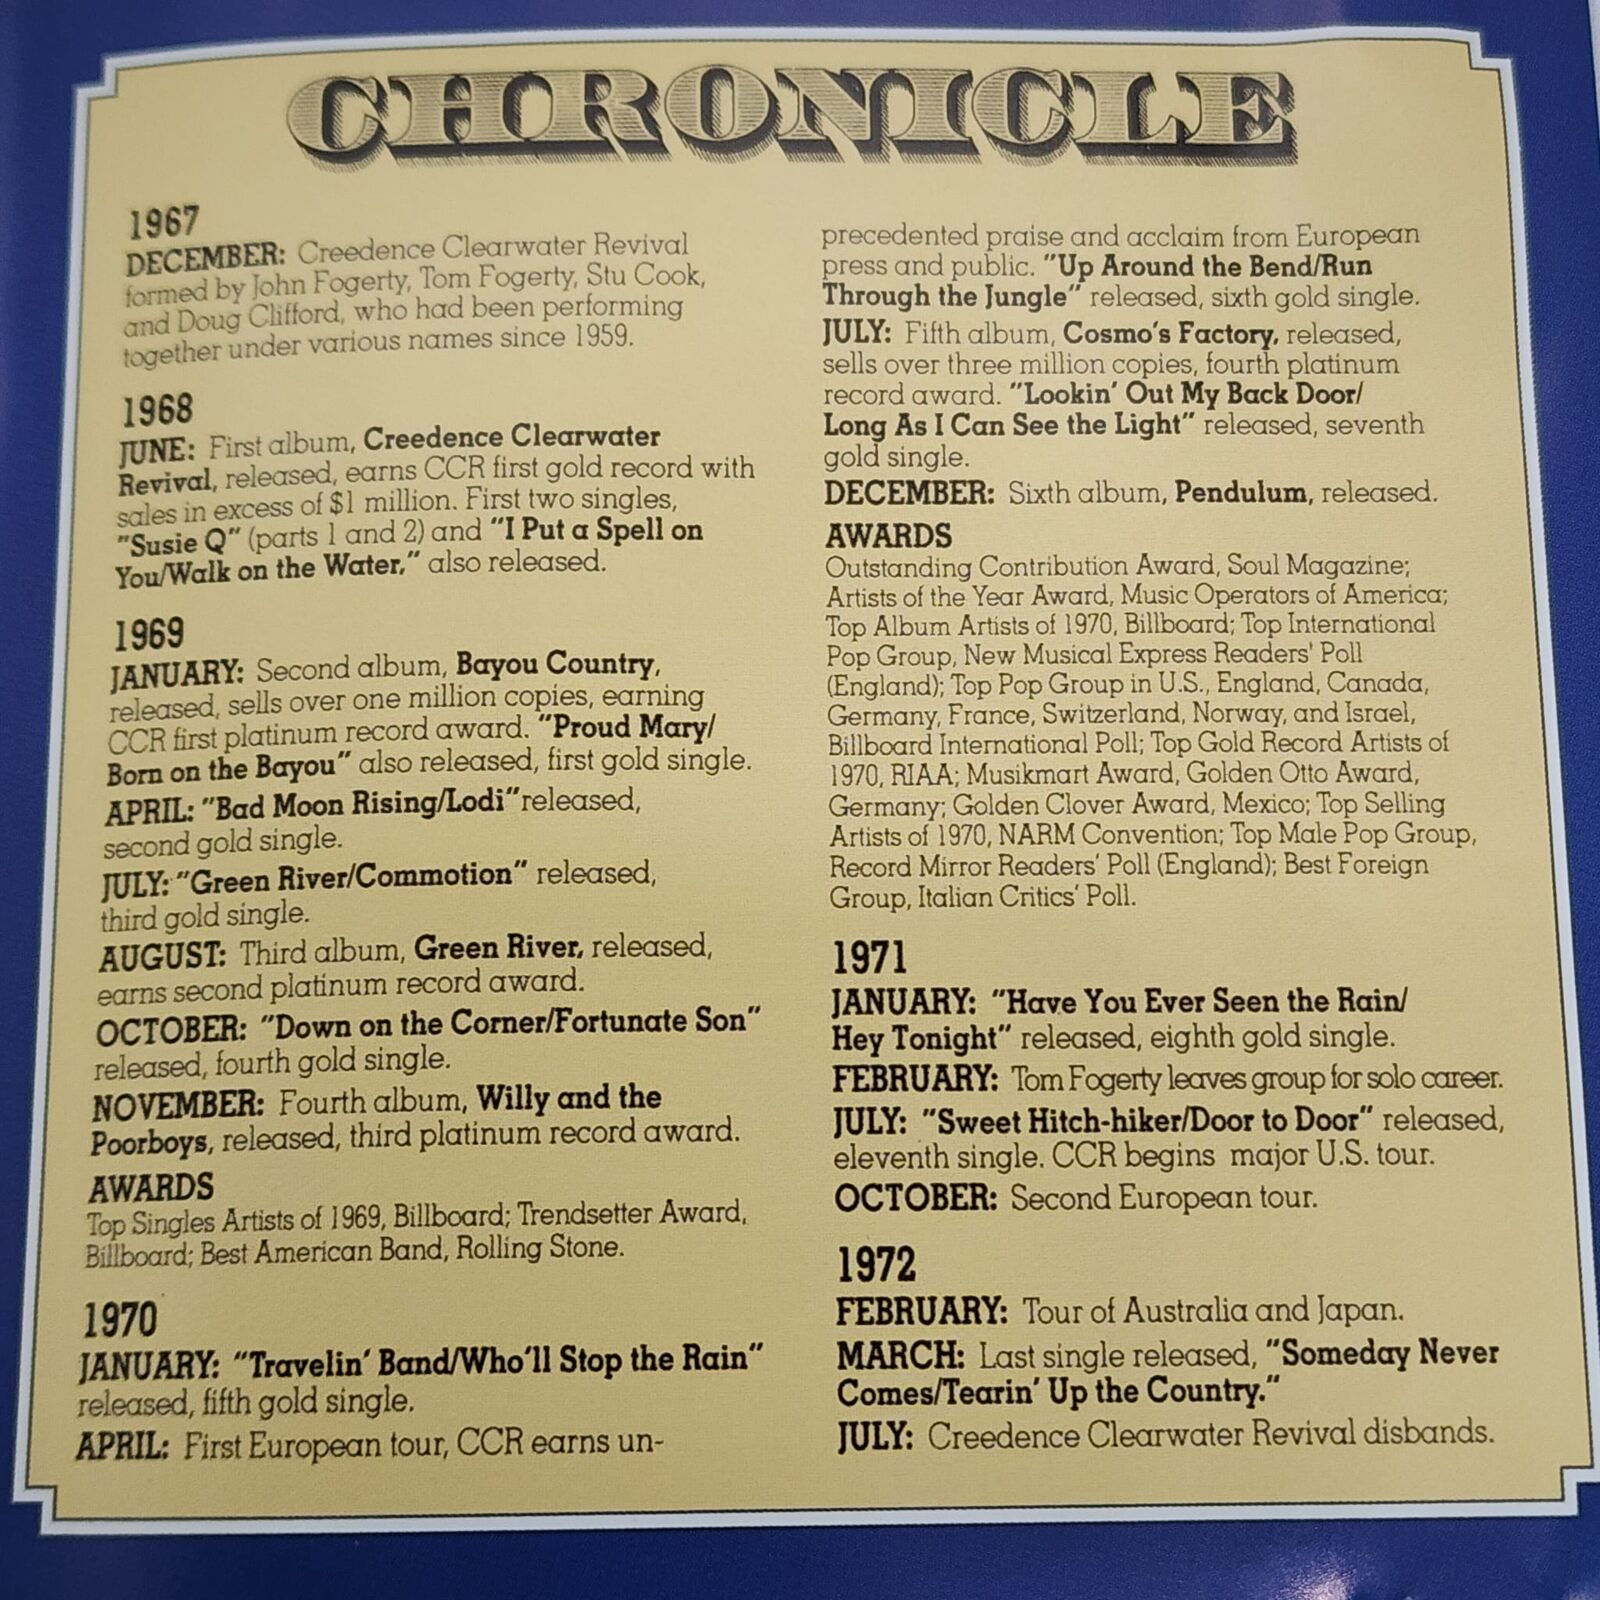 CHRONICLE
1967
DECEMBER: Creedence Clearwater Revival
formed by John Fogerty, Tom Fogerty, Stu Cook,
and Doug Clifford, who had been performing
together under various names since 1959.
1968
JUNE: First album, Creedence Clearwater
Revival, released, earns CCR first gold record with
sales in excess of $1 million. First two singles,
"Susie Q" (parts 1 and 2) and "I Put a Spell on
You/Walk on the Water," also released.
1969
JANUARY: Second album, Bayou Country,
released, sells over one million copies, earning
CCR first platinum record award. "Proud Mary/
Born on the Bayou" also released, first gold single.
APRIL: "Bad Moon Rising/Lodi" released,
second gold single.
JULY: "Green River/Commotion" released,
third gold single.
AUGUST: Third album, Green River, released,
earns second platinum record award.
OCTOBER: "Down on the Corner/Fortunate Son"
released, fourth gold single.
NOVEMBER: Fourth album, Willy and the
Poorboys, released, third platinum record award.
AWARDS
Top Singles Artists of 1969, Billboard; Trendsetter Award,
Billboard; Best American Band, Rolling Stone.
1970
JANUARY: "Travelin' Band/Who'll Stop the Rain"
released, fifth gold single.
APRIL: First European tour, CCR earns un-
precedented praise and acclaim from European
press and public. "Up Around the Bend/Run
Through the Jungle" released, sixth gold single.
JULY: Fifth album, Cosmo's Factory, released,
sells over three million copies, fourth platinum
record award. "Lookin' Out My Back Door/
Long As I Can See the Light" released, seventh
gold single.
DECEMBER: Sixth album, Pendulum, released.
AWARDS
Outstanding Contribution Award, Soul Magazine;
Artists of the Year Award, Music Operators of America;
Top Album Artists of 1970, Billboard; Top International
Pop Group, New Musical Express Readers' Poll
(England); Top Pop Group in U.S., England, Canada,
Germany, France, Switzerland, Norway, and Israel,
Billboard International Poll; Top Gold Record Artists of
1970, RIAA; Musikmart Award, Golden Otto Award,
Germany; Golden Clover Award, Mexico; Top Selling
Artists of 1970, NARM Convention; Top Male Pop Group,
Record Mirror Readers' Poll (England); Best Foreign
Group, Italian Critics' Poll.
1971
JANUARY: "Have You Ever Seen the Rain/
Hey Tonight" released, eighth gold single.
FEBRUARY: Tom Fogerty leaves group for solo career.
JULY: "Sweet Hitch-hiker/Door to Door" released,
eleventh single. CCR begins major U.S. tour.
OCTOBER: Second European tour.
1972
FEBRUARY: Tour of Australia and Japan.
MARCH: Last single released, "Someday Never
Comes/Tearin' Up the Country."
JULY: Creedence Clearwater Revival disbands.